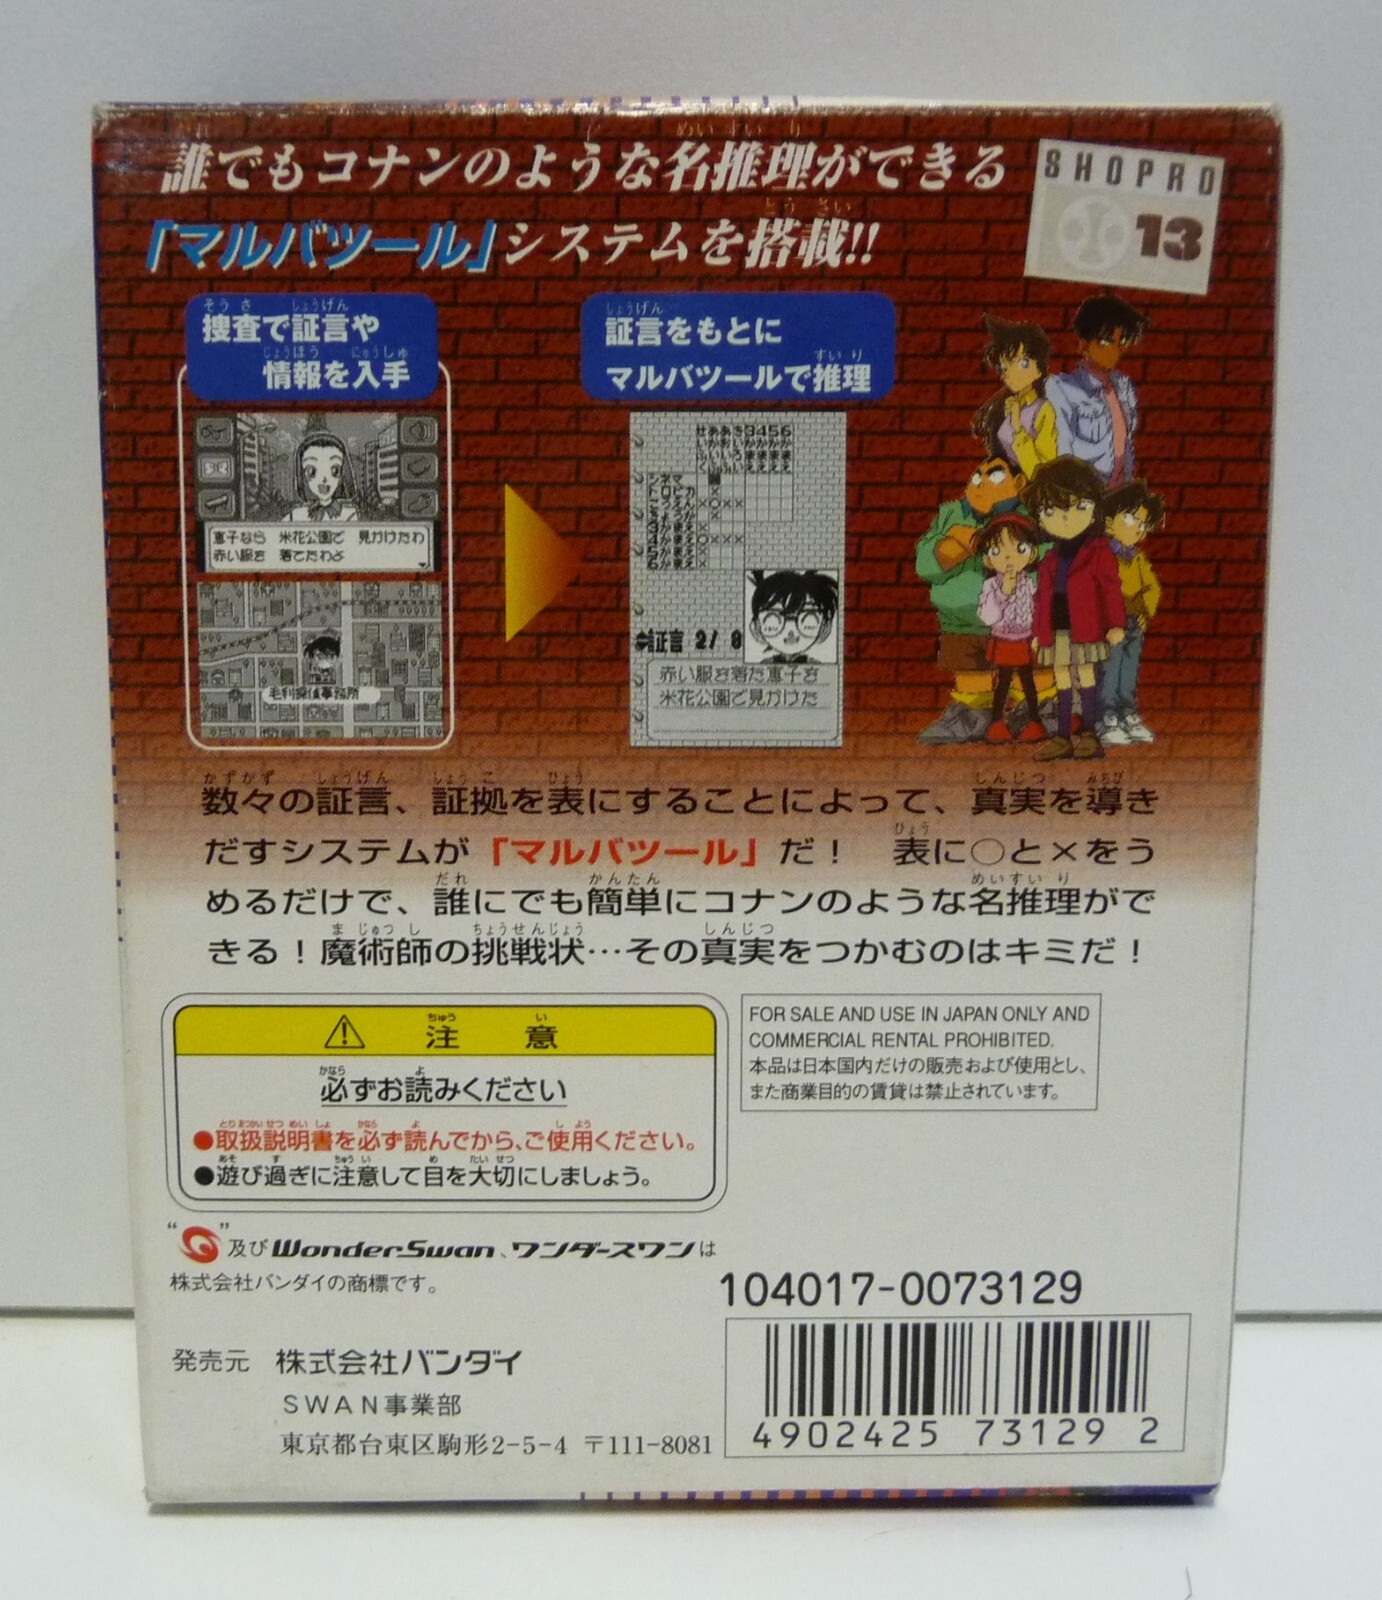 誰でもコナンのような名推理ができる
「マルバツール」システムを搭載!!
SHOPRO
13
捜査で証言や
情報を入手
証言をもとに
マルバツールで推理
恵子なら 米花公園で 見かけたわ
赤い服を 着てたわよ
毛利探偵事務所
証言 2/ 8
赤い服を着た恵子を
米花公園で見かけた
数々の証言、証拠を表にすることによって、真実を導き
だすシステムが「マルバツール」だ! 表に○と×をう
めるだけで、誰にでも簡単にコナンのような名推理がで
きる!魔術師の挑戦状…その真実をつかむのはキミだ!
⚠ 注意
必ずお読みください
●取扱説明書を必ず読んでから、ご使用ください。
●遊び過ぎに注意して目を大切にしましょう。
FOR SALE AND USE IN JAPAN ONLY AND
COMMERCIAL RENTAL PROHIBITED.
本品は日本国内だけの販売および使用とし、
また商業目的の賃貸は禁止されています。
“ ”及びWonderSwan、ワンダースワンは
株式会社バンダイの商標です。
104017-0073129
発売元 株式会社バンダイ
SWAN事業部
東京都台東区駒形2-5-4 〒111-8081
4902425 73129 2